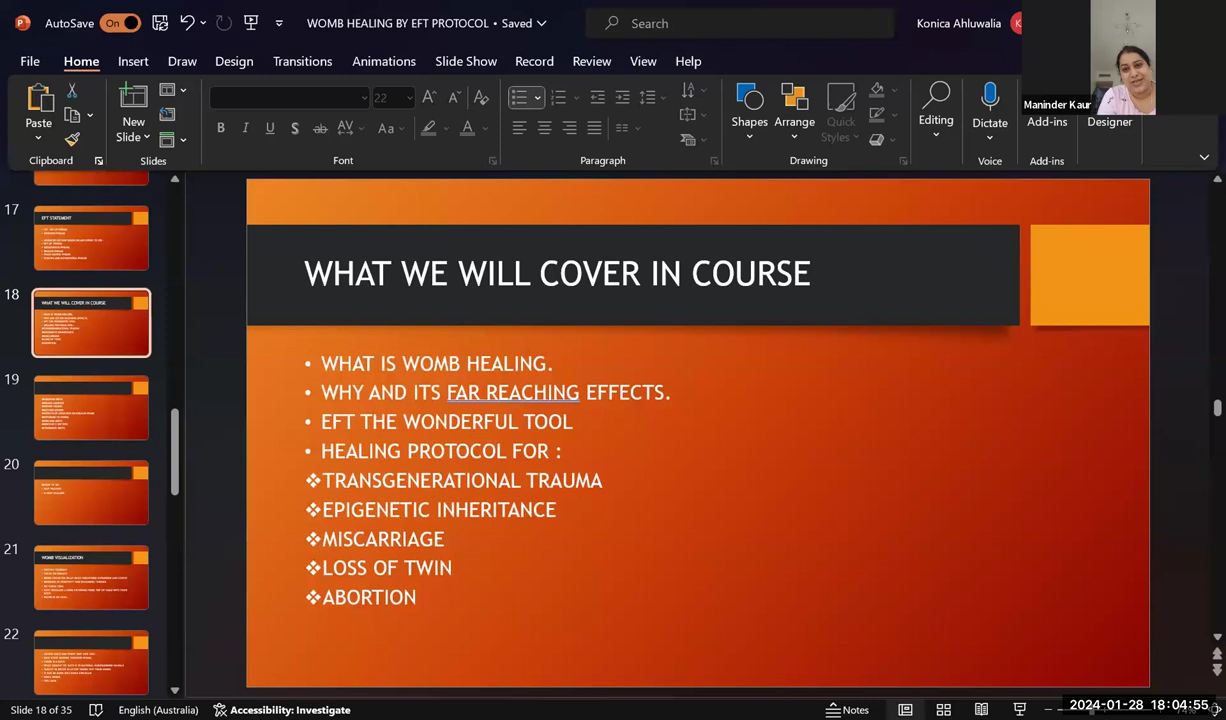 AutoSave On WOMB HEALING BY EFT PROTOCOL • Saved Search Konica Ahluwalia
File Home Insert Draw Design Transitions Animations Slide Show Record Review View Help
Maninder Kaur
Paste New Slide 22 Aa Shapes Arrange Quick Styles Editing Dictate Add-ins Designer
Clipboard Slides Font Paragraph Drawing Voice Add-ins
17
EFT STATEMENT
18
WHAT WE WILL COVER IN COURSE
19
20
21
WOMB VISUALIZATION
22
WHAT WE WILL COVER IN COURSE
• WHAT IS WOMB HEALING.
• WHY AND ITS FAR REACHING EFFECTS.
• EFT THE WONDERFUL TOOL
• HEALING PROTOCOL FOR :
❖TRANSGENERATIONAL TRAUMA
❖EPIGENETIC INHERITANCE
❖MISCARRIAGE
❖LOSS OF TWIN
❖ABORTION
Slide 18 of 35 English (Australia) Accessibility: Investigate Notes
2024-01-28 18:04:55